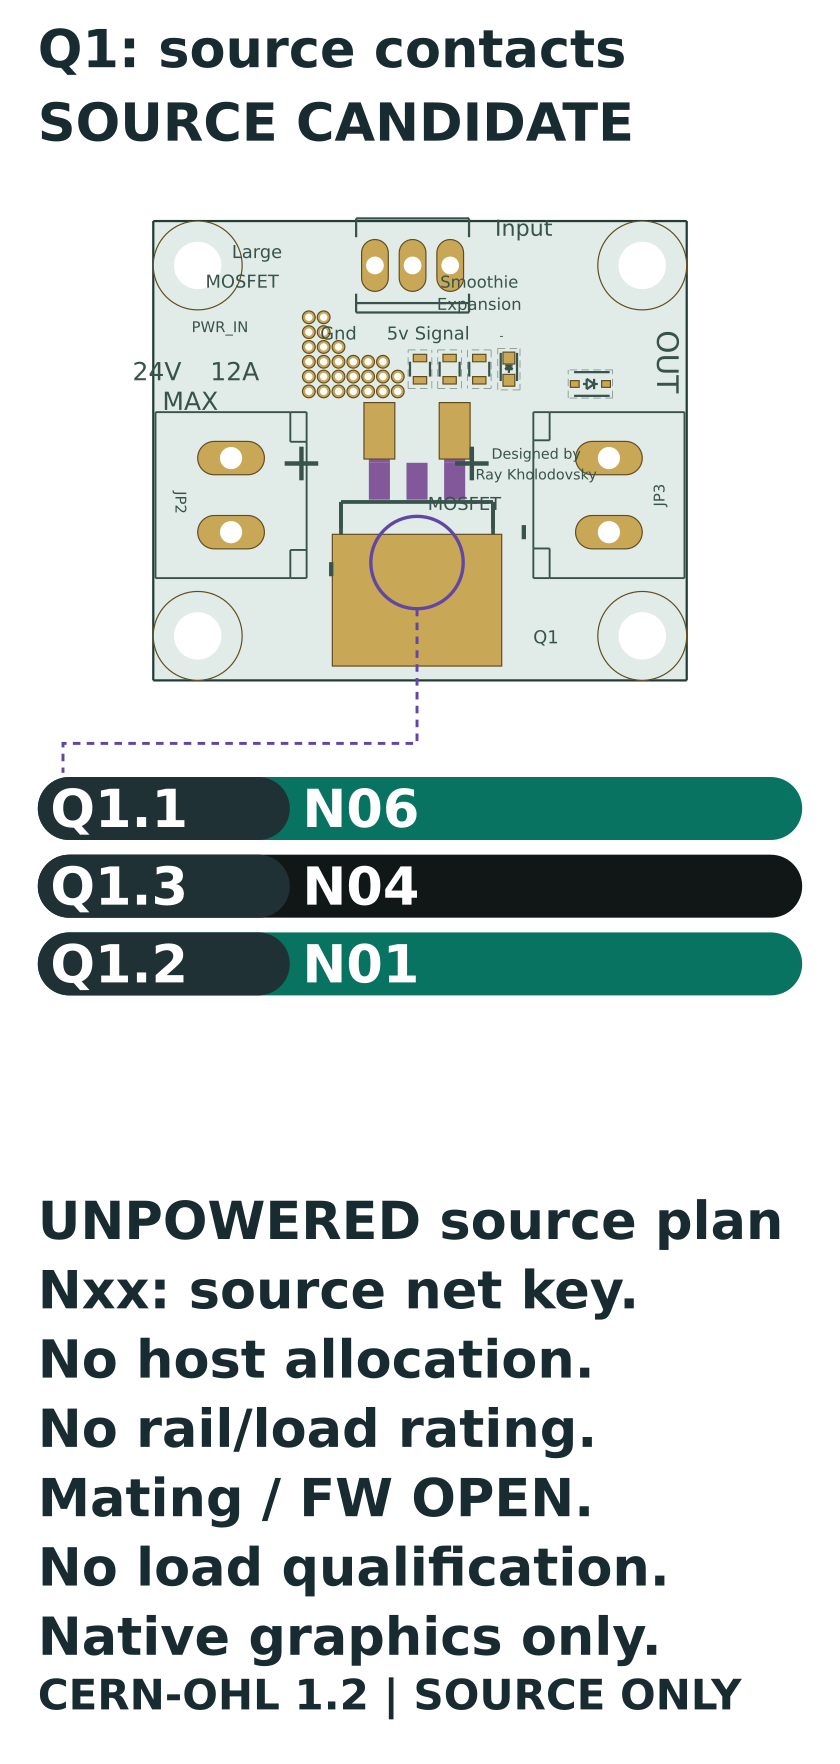 Q1: source contacts
SOURCE CANDIDATE
Input
Large
MOSFET
Smoothie
Expansion
PWR_IN
Gnd
5v Signal
-
OUT
24V 12A
MAX
+
+
Designed by
Ray Kholodovsky
JP2
JP3
MOSFET
-
-
Q1
Q1.1 N06
Q1.3 N04
Q1.2 N01
UNPOWERED source plan
Nxx: source net key.
No host allocation.
No rail/load rating.
Mating / FW OPEN.
No load qualification.
Native graphics only.
CERN-OHL 1.2 | SOURCE ONLY